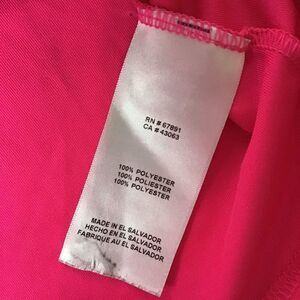 RN # 67891
CA # 43063
100% POLYESTER
100% POLIESTER
100% POLYESTER
MADE IN EL SALVADOR
HECHO EN EL SALVADOR
FABRIQUE AU EL SALVADOR